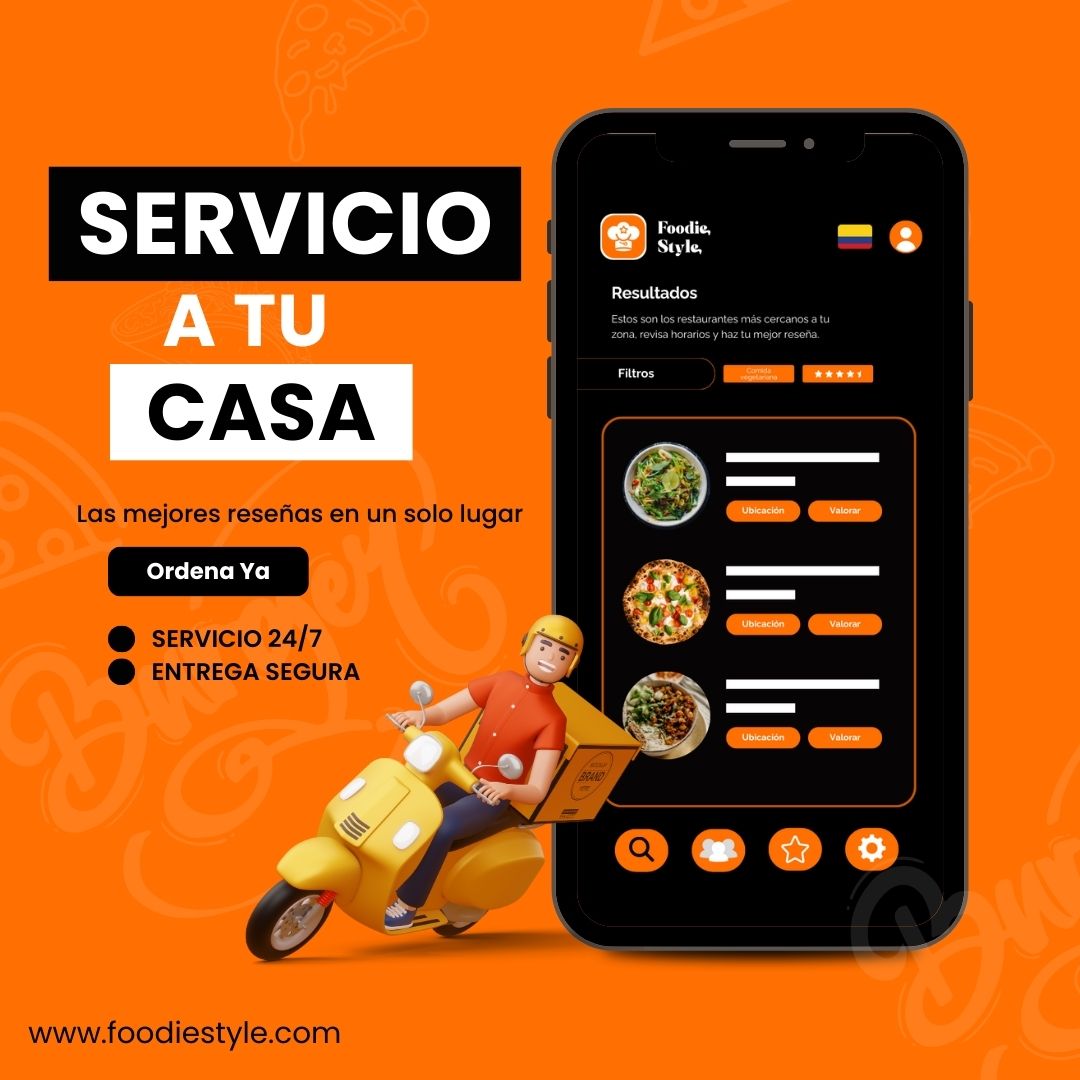 SERVICIO
A TU
CASA
Las mejores reseñas en un solo lugar
Ordena Ya
SERVICIO 24/7
ENTREGA SEGURA
www.foodiestyle.com
Foodie,
Style,
Resultados
Estos son los restaurantes más cercanos a tu
zona, revisa horarios y haz tu mejor reseña.
Filtros
Comida
vegetariana
Ubicación Valorar
Ubicación Valorar
Ubicación Valorar
BRAND
Burger
Bu